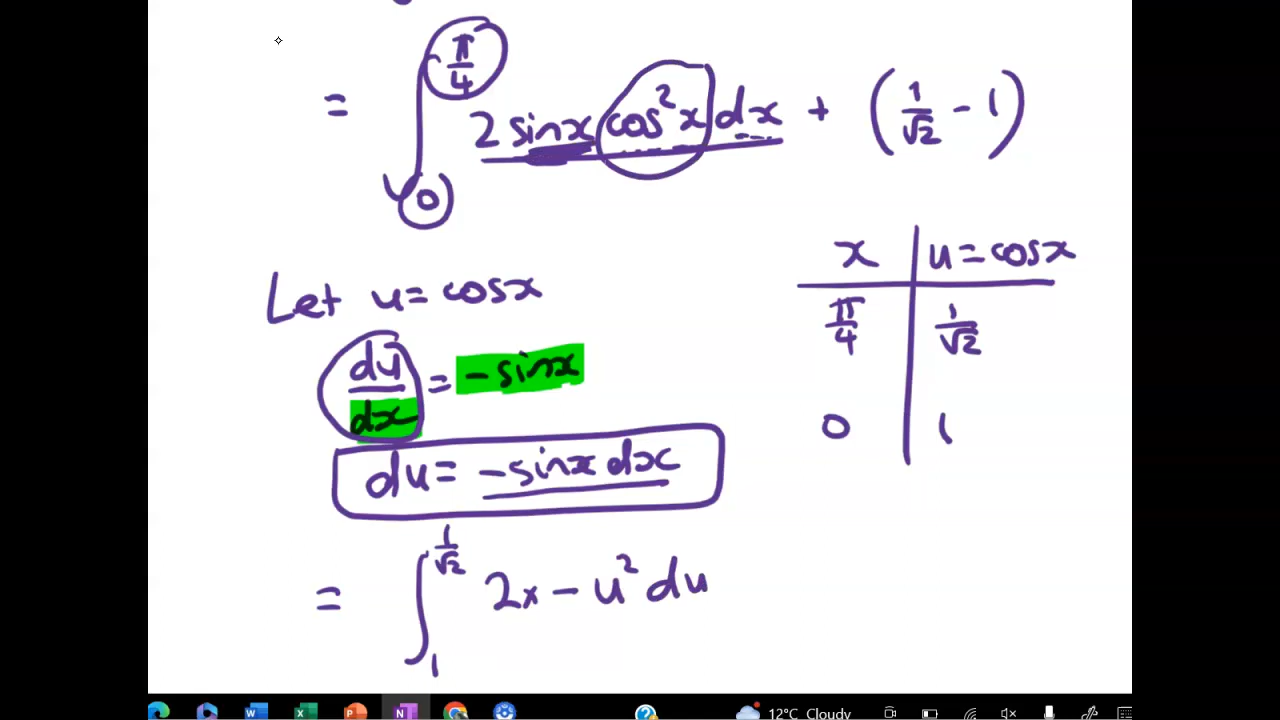 = ∫₀^(π/4) 2 sinx cos²x dx + (1/√2 − 1)
Let u = cosx
x | u = cosx
π/4 | 1/√2
du/dx = −sinx
0 | 1
du = −sinx dx
= ∫₁^(1/√2) 2x − u² du
12°C Cloudy